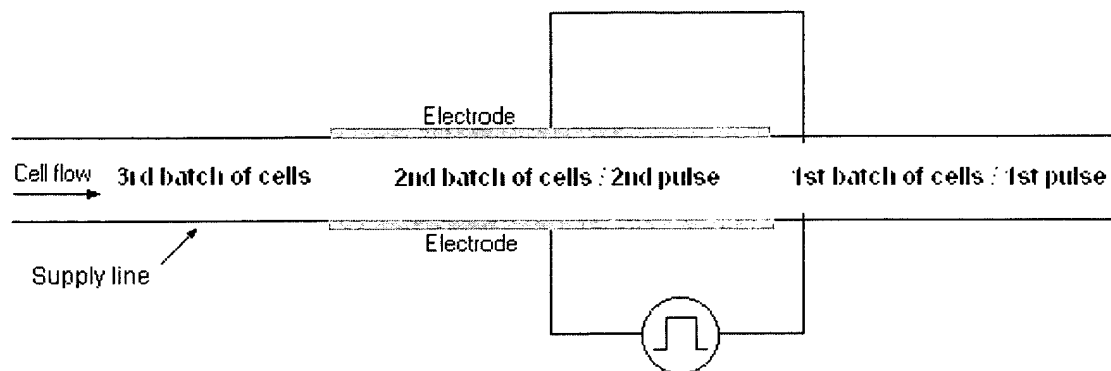 Electrode
Cell flow
3rd batch of cells
2nd batch of cells / 2nd pulse
1st batch of cells / 1st pulse
Electrode
Supply line